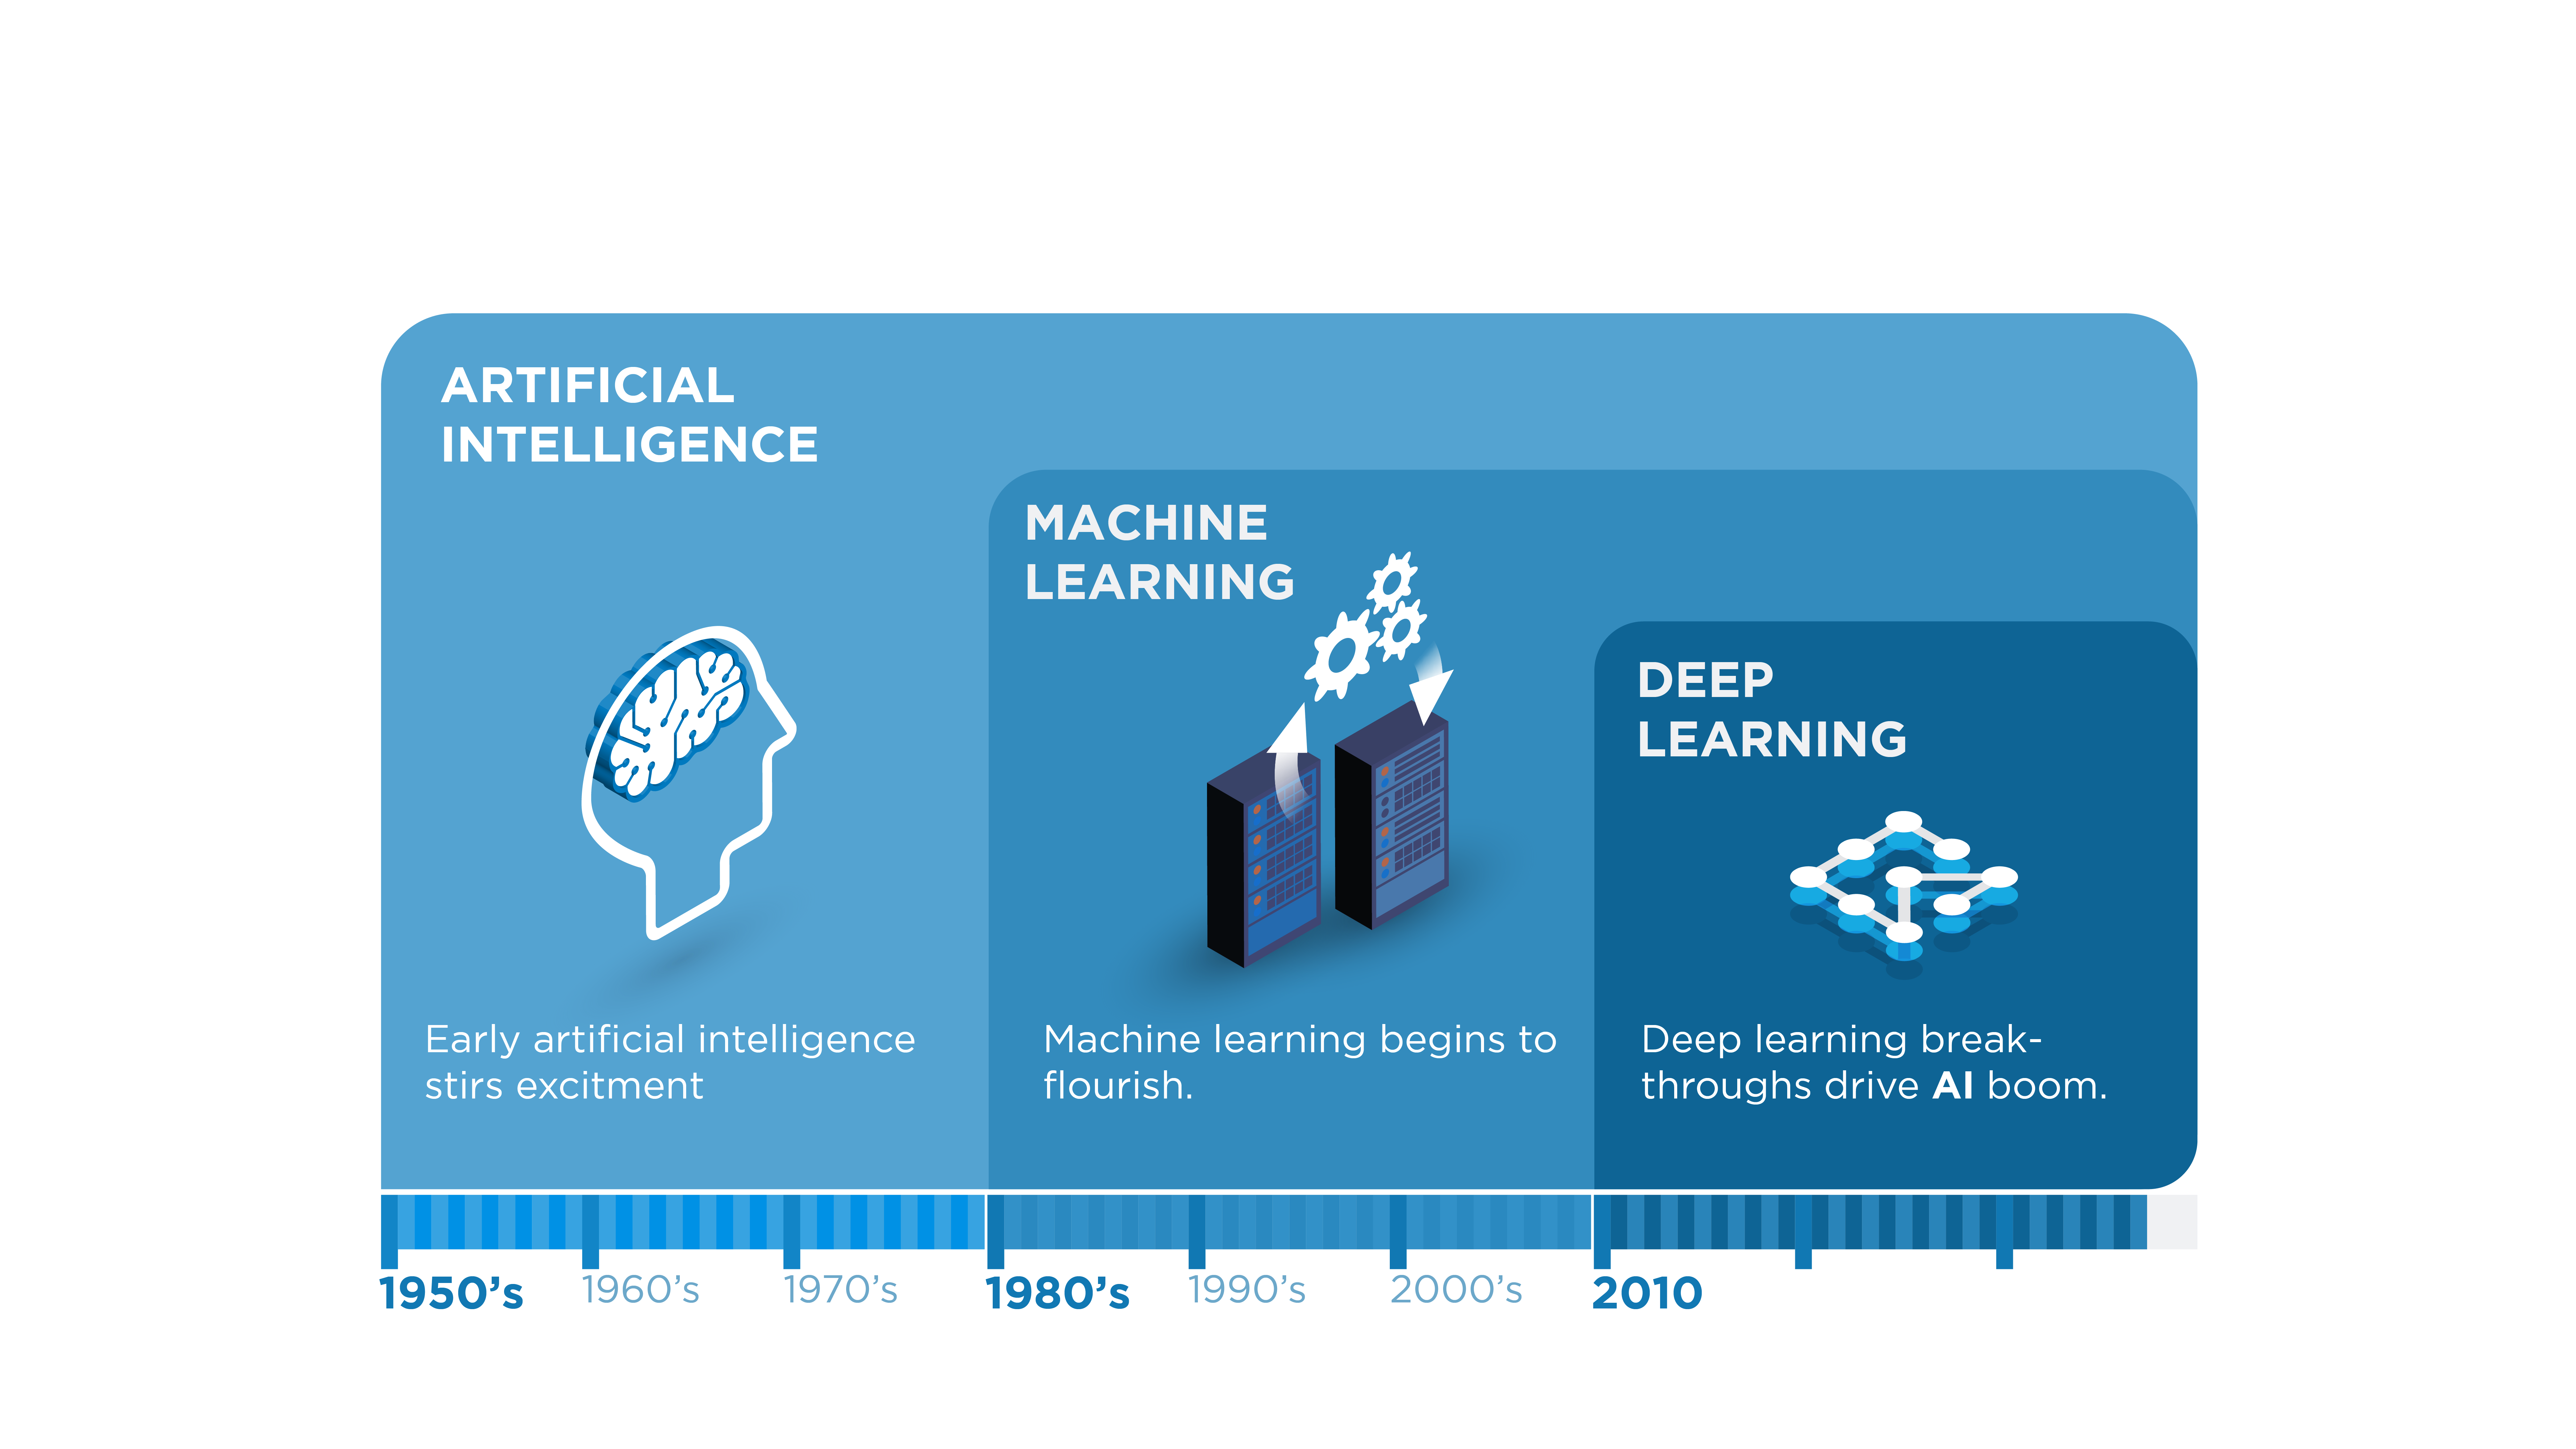 ARTIFICIAL
INTELLIGENCE
MACHINE
LEARNING
DEEP
LEARNING
Early artificial intelligence
stirs excitment
Machine learning begins to
flourish.
Deep learning break-
throughs drive AI boom.
1950’s 1960’s 1970’s 1980’s 1990’s 2000’s 2010